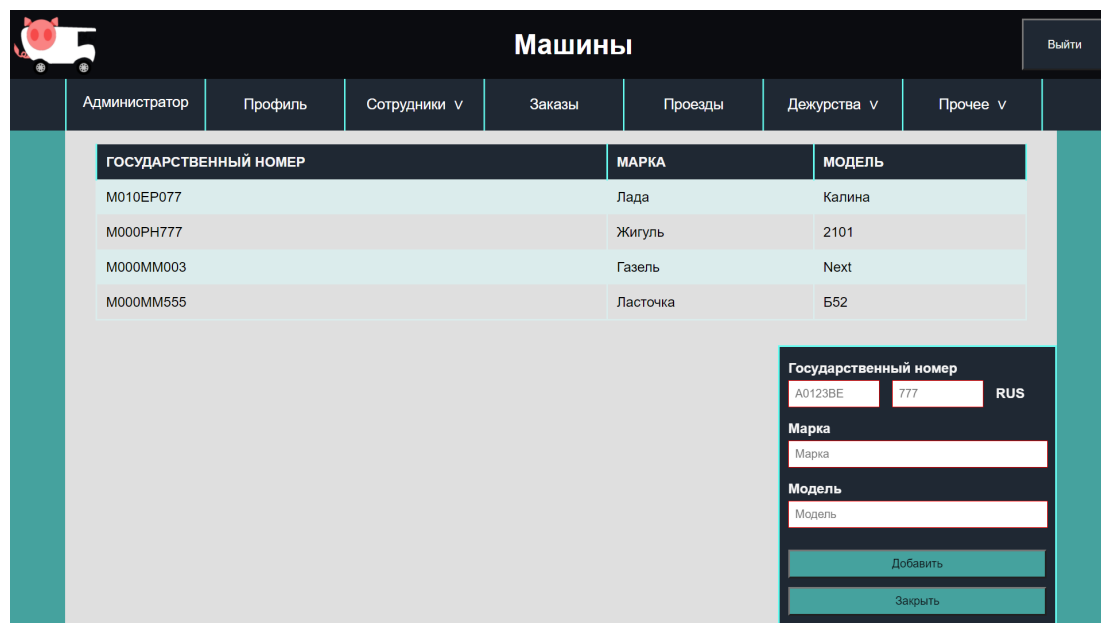 Машины
Выйти
Администратор Профиль Сотрудники ∨ Заказы Проезды Дежурства ∨ Прочее ∨
ГОСУДАРСТВЕННЫЙ НОМЕР МАРКА МОДЕЛЬ
М010ЕР077 Лада Калина
М000РН777 Жигуль 2101
М000ММ003 Газель Next
М000ММ555 Ласточка Б52
Государственный номер
А0123ВЕ 777 RUS
Марка
Марка
Модель
Модель
Добавить
Закрыть